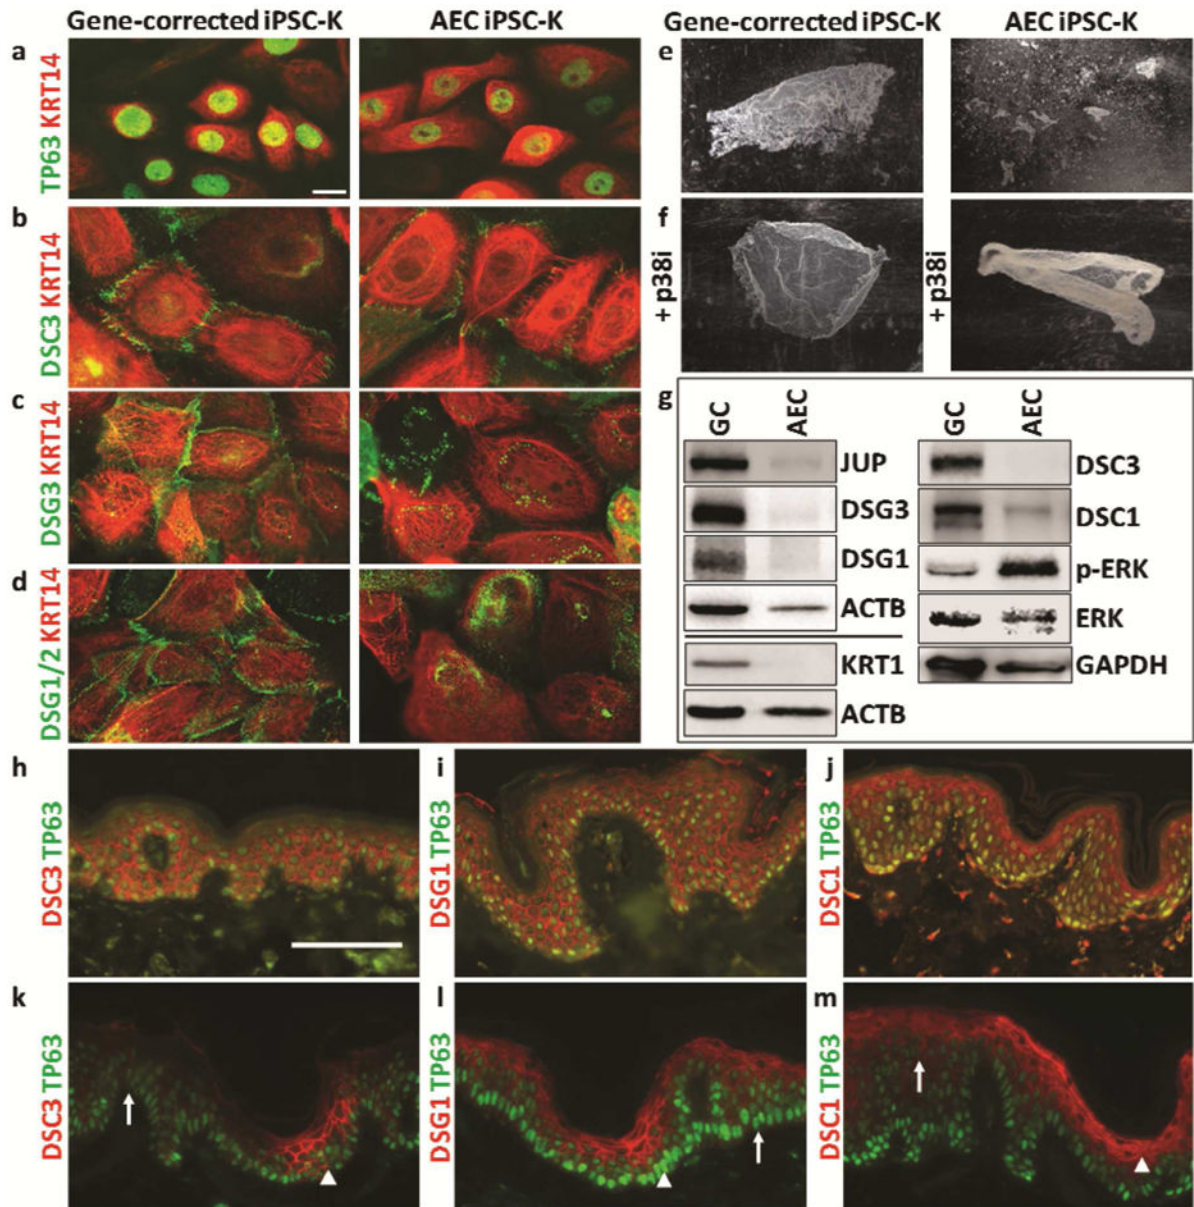 Gene-corrected iPSC-K
AEC iPSC-K
Gene-corrected iPSC-K
AEC iPSC-K
a
TP63 KRT14
e
b
DSC3 KRT14
f
+ p38i
+ p38i
c
DSG3 KRT14
g
GC
AEC
GC
AEC
JUP
DSC3
DSG3
DSC1
DSG1
p-ERK
ACTB
ERK
KRT1
GAPDH
ACTB
d
DSG1/2 KRT14
h
DSC3 TP63
i
DSG1 TP63
j
DSC1 TP63
k
DSC3 TP63
l
DSG1 TP63
m
DSC1 TP63